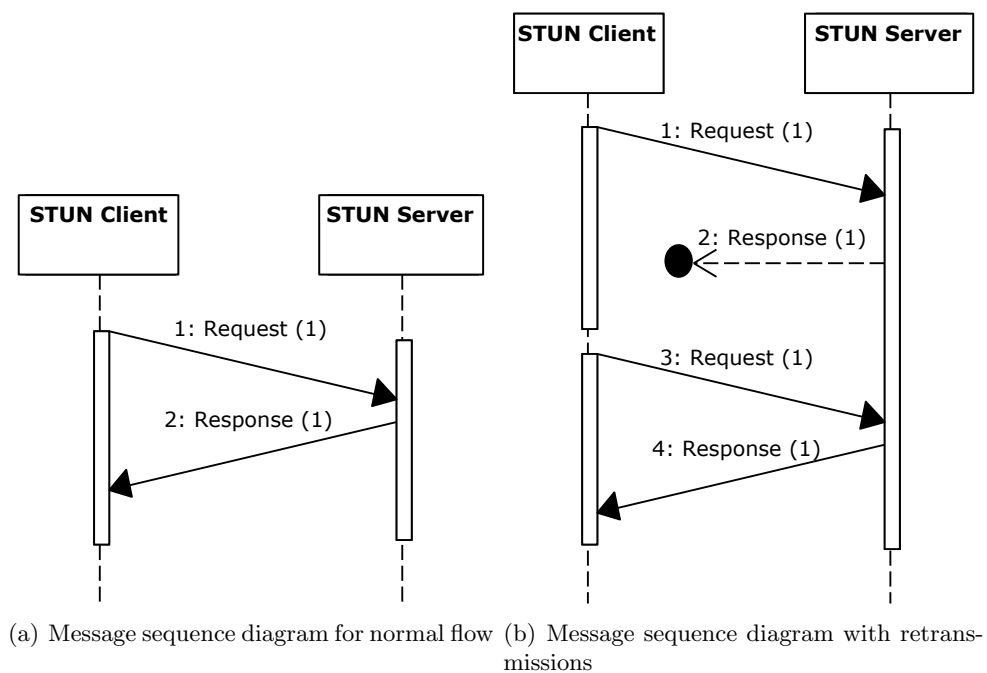 STUN Client
STUN Server
1: Request (1)
2: Response (1)
(a) Message sequence diagram for normal flow
STUN Client
STUN Server
1: Request (1)
2: Response (1)
3: Request (1)
4: Response (1)
(b) Message sequence diagram with retrans-
missions